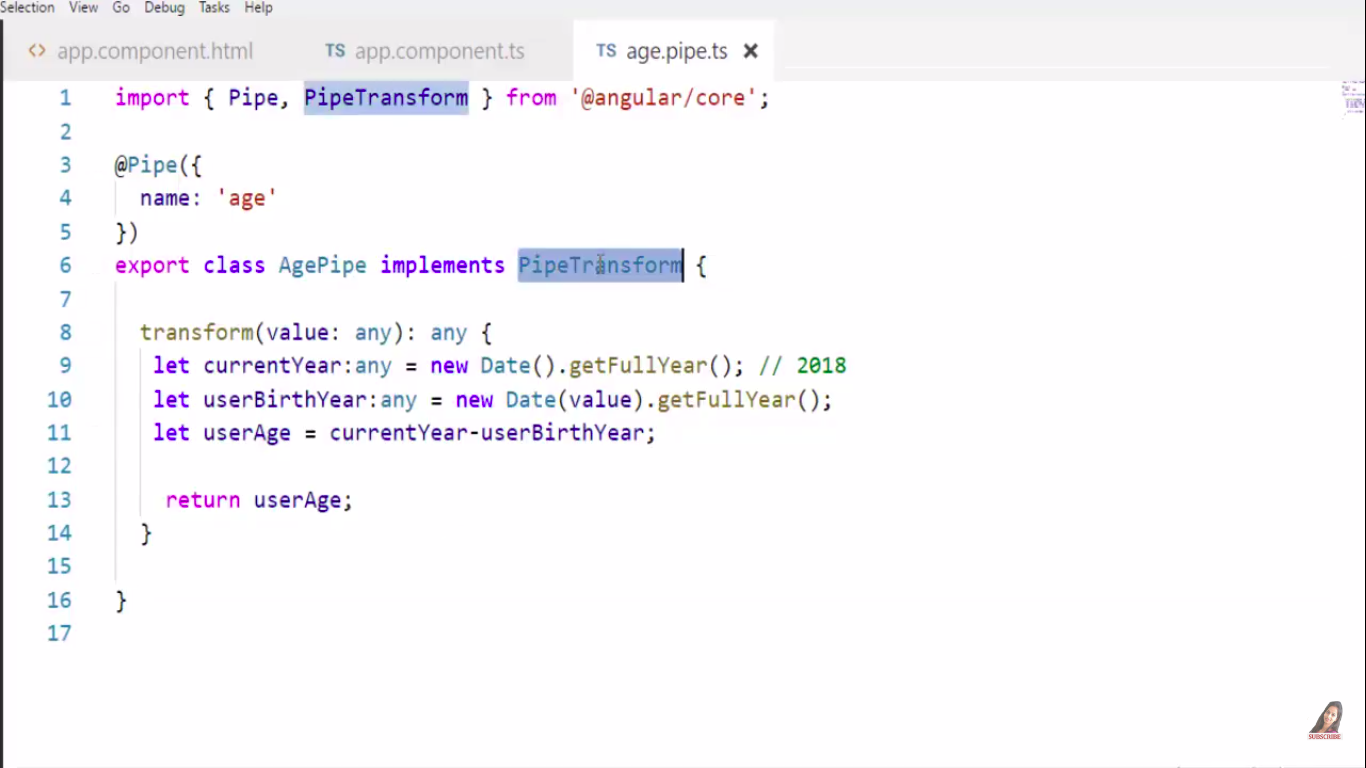 Selection View Go Debug Tasks Help
<> app.component.html TS app.component.ts TS age.pipe.ts ×
1 import { Pipe, PipeTransform } from '@angular/core';
2
3 @Pipe({
4 name: 'age'
5 })
6 export class AgePipe implements PipeTransform {
7
8 transform(value: any): any {
9 let currentYear:any = new Date().getFullYear(); // 2018
10 let userBirthYear:any = new Date(value).getFullYear();
11 let userAge = currentYear-userBirthYear;
12
13 return userAge;
14 }
15
16 }
17
SUBSCRIBE